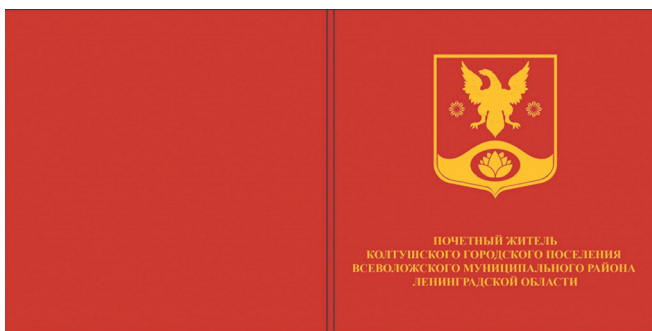 ПОЧЕТНЫЙ ЖИТЕЛЬ
КОЛТУШСКОГО ГОРОДСКОГО ПОСЕЛЕНИЯ
ВСЕВОЛОЖСКОГО МУНИЦИПАЛЬНОГО РАЙОНА
ЛЕНИНГРАДСКОЙ ОБЛАСТИ